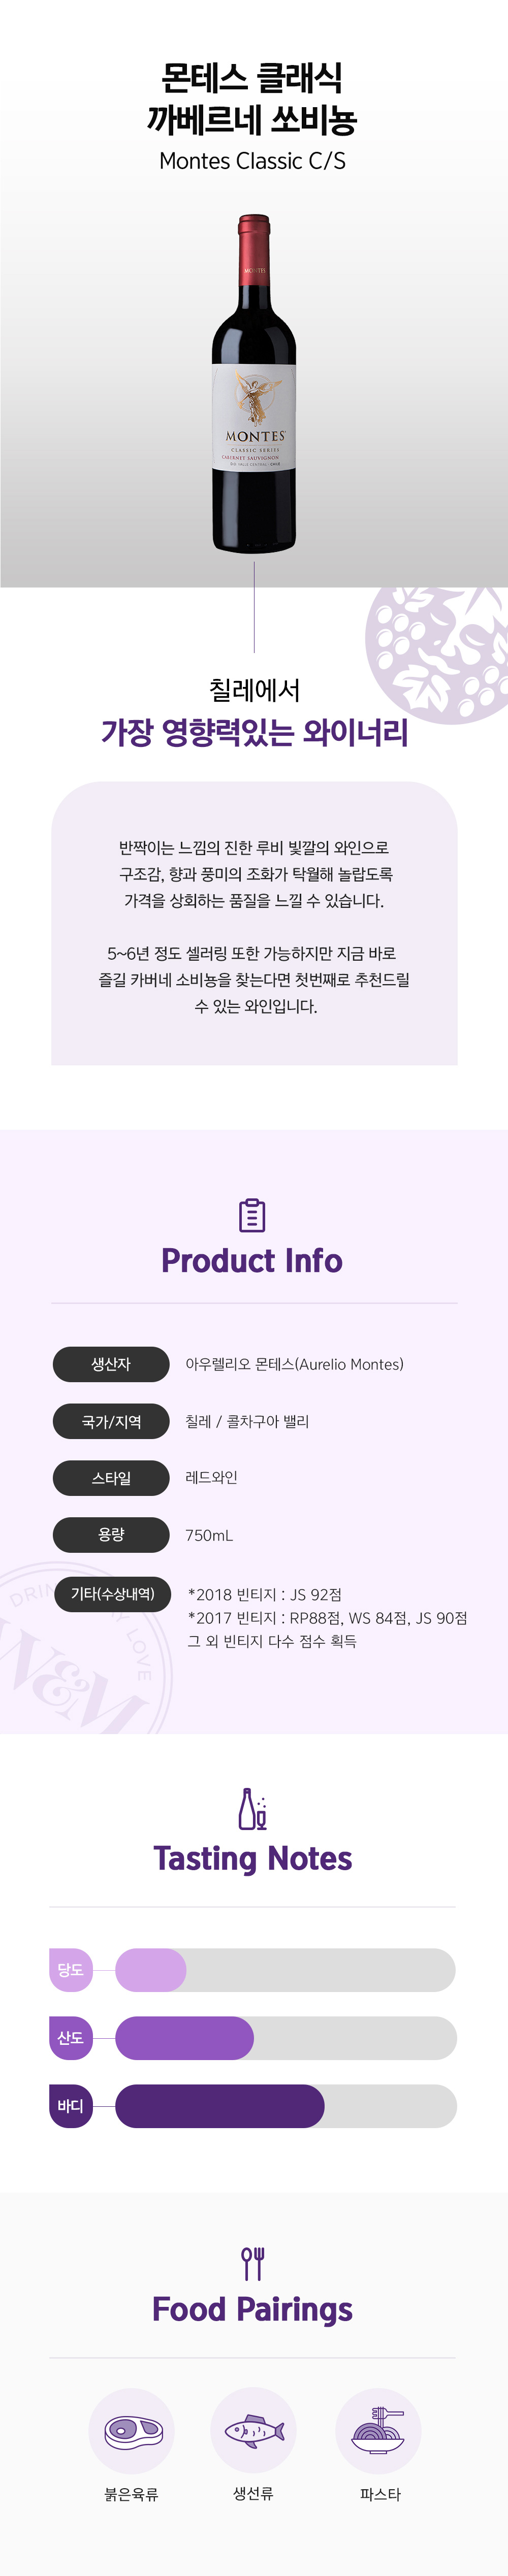 몬테스 클래식
까베르네 쏘비뇽
Montes Classic C/S
MONTES
MONTES
CLASSIC SERIES
CABERNET SAUVIGNON
칠레에서
가장 영향력있는 와이너리
반짝이는 느낌의 진한 루비 빛깔의 와인으로
구조감, 향과 풍미의 조화가 탁월해 놀랍도록
가격을 상회하는 품질을 느낄 수 있습니다.
5~6년 정도 셀러링 또한 가능하지만 지금 바로
즐길 카버네 소비뇽을 찾는다면 첫번째로 추천드릴
수 있는 와인입니다.
Product Info
생산자 아우렐리오 몬테스(Aurelio Montes)
국가/지역 칠레 / 콜차구아 밸리
스타일 레드와인
용량 750mL
기타(수상내역) *2018 빈티지 : JS 92점
*2017 빈티지 : RP88점, WS 84점, JS 90점
그 외 빈티지 다수 점수 획득
LOVE
W&M
Tasting Notes
당도
산도
바디
Food Pairings
붉은육류 생선류 파스타